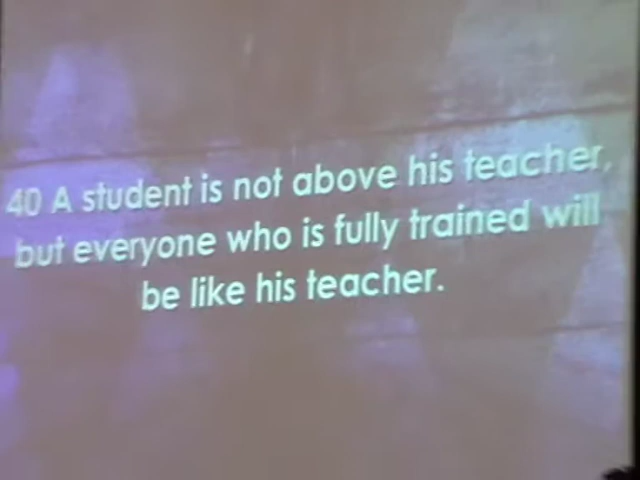 40 A student is not above his teacher,
but everyone who is fully trained will
be like his teacher.